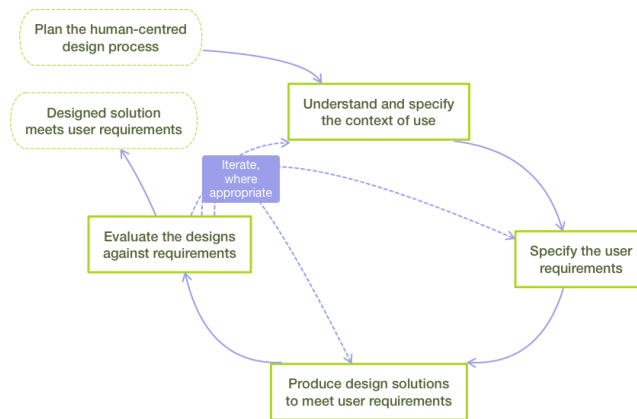 Plan the human-centred
design process
Understand and specify
the context of use
Designed solution
meets user requirements
Iterate,
where
appropriate
Evaluate the designs
against requirements
Specify the user
requirements
Produce design solutions
to meet user requirements